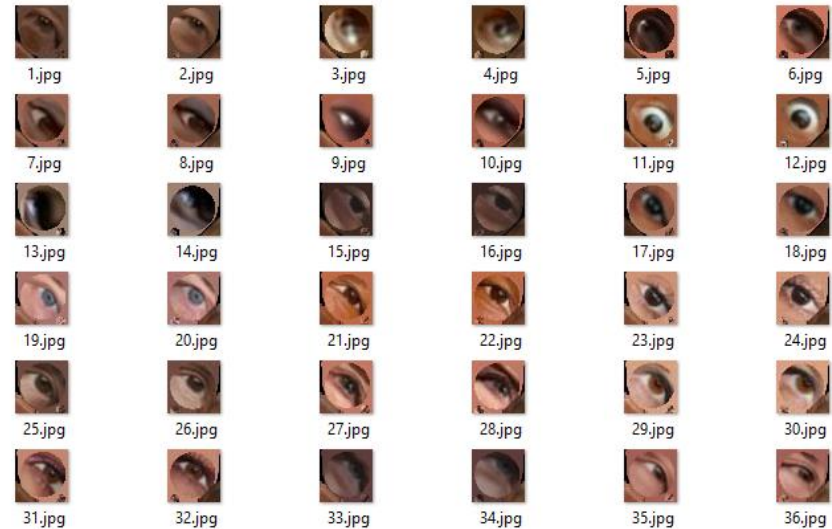 1.jpg 2.jpg 3.jpg 4.jpg 5.jpg 6.jpg
7.jpg 8.jpg 9.jpg 10.jpg 11.jpg 12.jpg
13.jpg 14.jpg 15.jpg 16.jpg 17.jpg 18.jpg
19.jpg 20.jpg 21.jpg 22.jpg 23.jpg 24.jpg
25.jpg 26.jpg 27.jpg 28.jpg 29.jpg 30.jpg
31.jpg 32.jpg 33.jpg 34.jpg 35.jpg 36.jpg